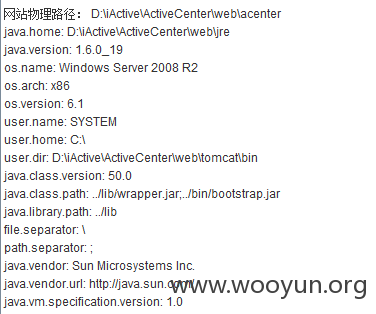 网站物理路径： D:\iActive\ActiveCenter\web\acenter
java.home: D:\iActive\ActiveCenter\web\jre
java.version: 1.6.0_19
os.name: Windows Server 2008 R2
os.arch: x86
os.version: 6.1
user.name: SYSTEM
user.home: C:\
user.dir: D:\iActive\ActiveCenter\web\tomcat\bin
java.class.version: 50.0
java.class.path: ../lib/wrapper.jar;../bin/bootstrap.jar
java.library.path: ../lib
file.separator: \
path.separator: ;
java.vendor: Sun Microsystems Inc.
java.vendor.url: http://java.sun.com/
www.wooyun.org
java.vm.specification.version: 1.0